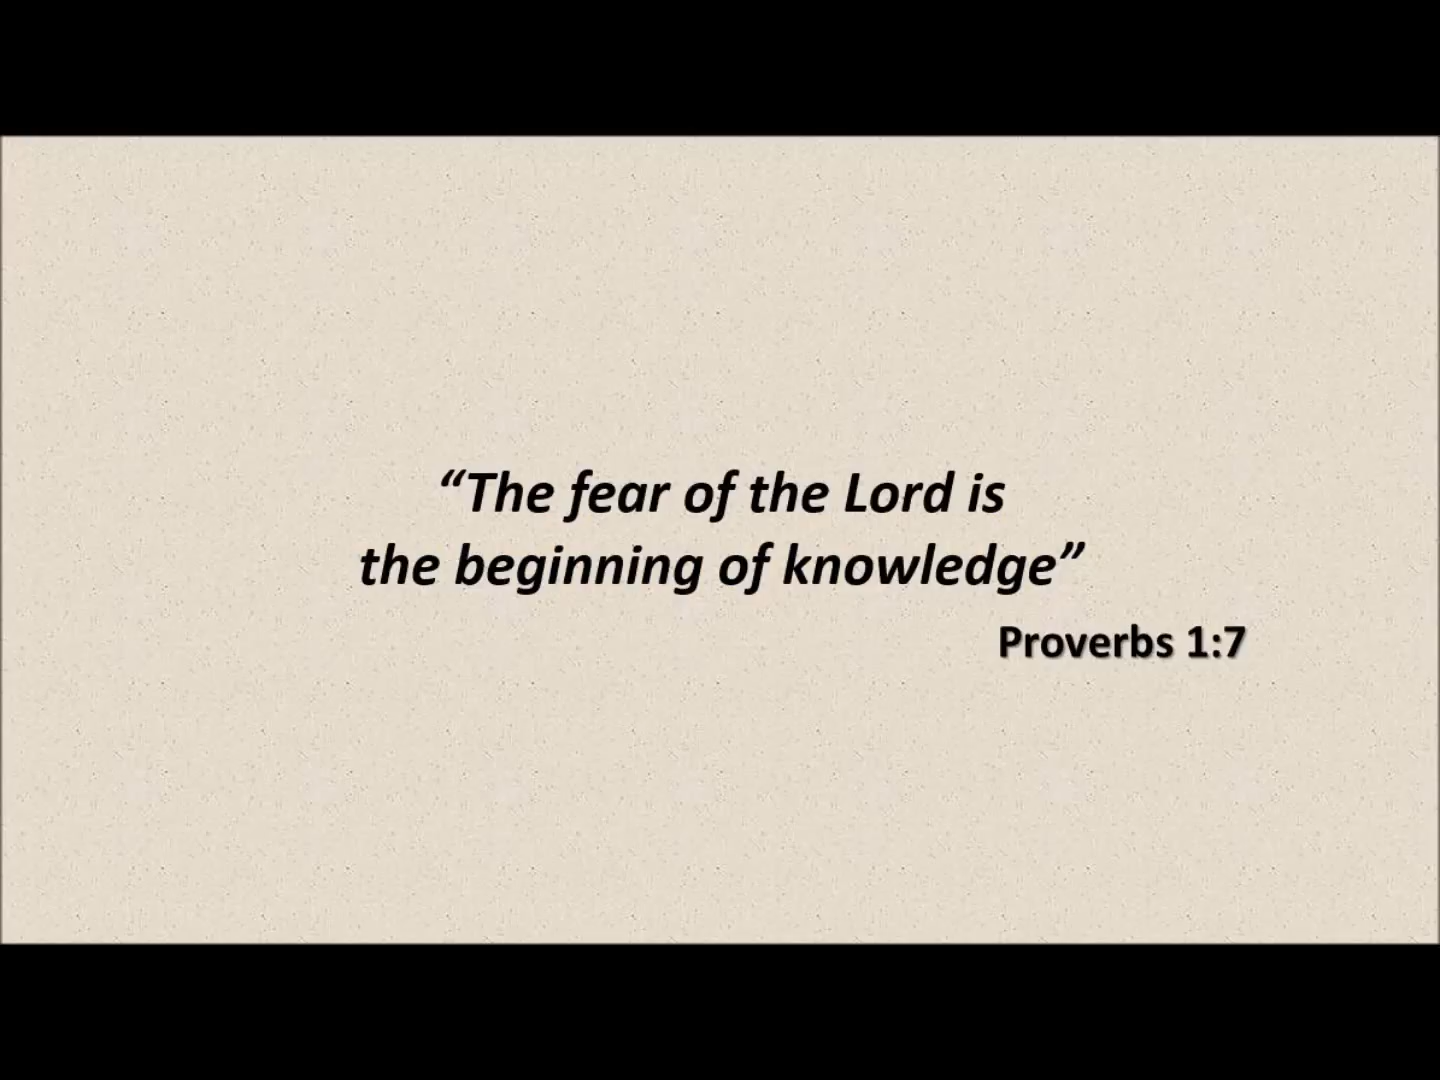 “The fear of the Lord is
the beginning of knowledge”
Proverbs 1:7